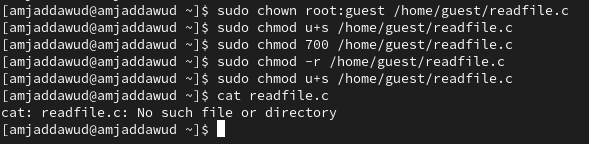 [amjaddawud@amjaddawud ~]$ sudo chown root:guest /home/guest/readfile.c
[amjaddawud@amjaddawud ~]$ sudo chmod u+s /home/guest/readfile.c
[amjaddawud@amjaddawud ~]$ sudo chmod 700 /home/guest/readfile.c
[amjaddawud@amjaddawud ~]$ sudo chmod -r /home/guest/readfile.c
[amjaddawud@amjaddawud ~]$ sudo chmod u+s /home/guest/readfile.c
[amjaddawud@amjaddawud ~]$ cat readfile.c
cat: readfile.c: No such file or directory
[amjaddawud@amjaddawud ~]$